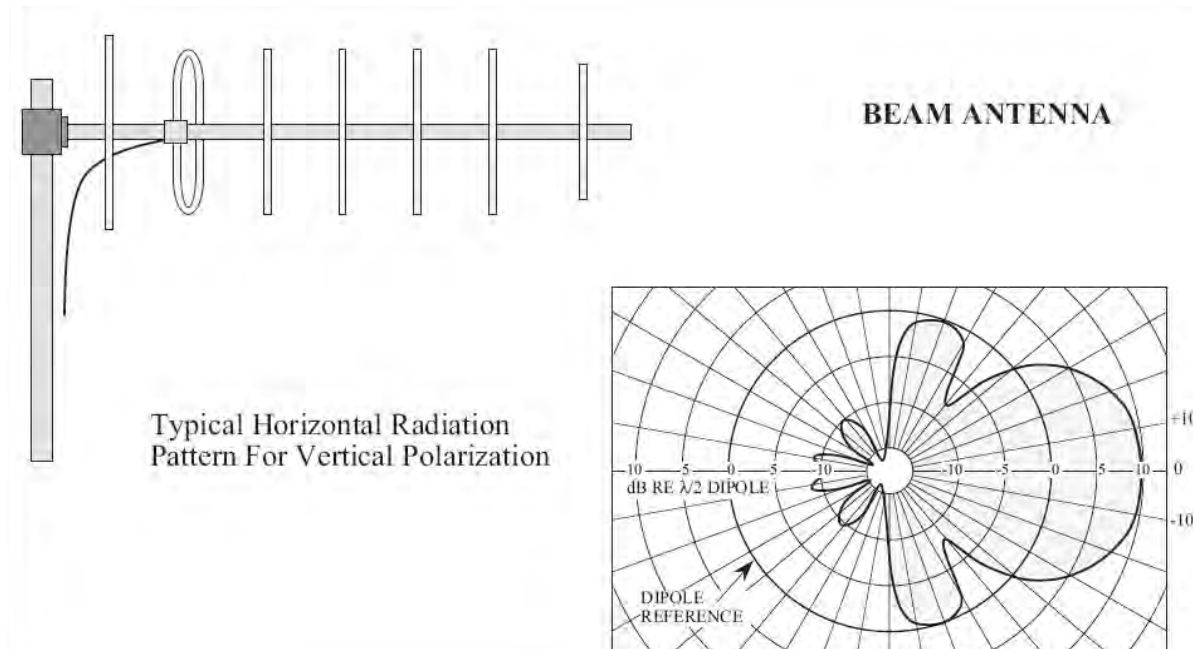 BEAM ANTENNA
Typical Horizontal Radiation
Pattern For Vertical Polarization
+10
-10 -5 0 5 -10 -10 -5 0 5 10 0
dB RE λ/2 DIPOLE
-10
DIPOLE
REFERENCE